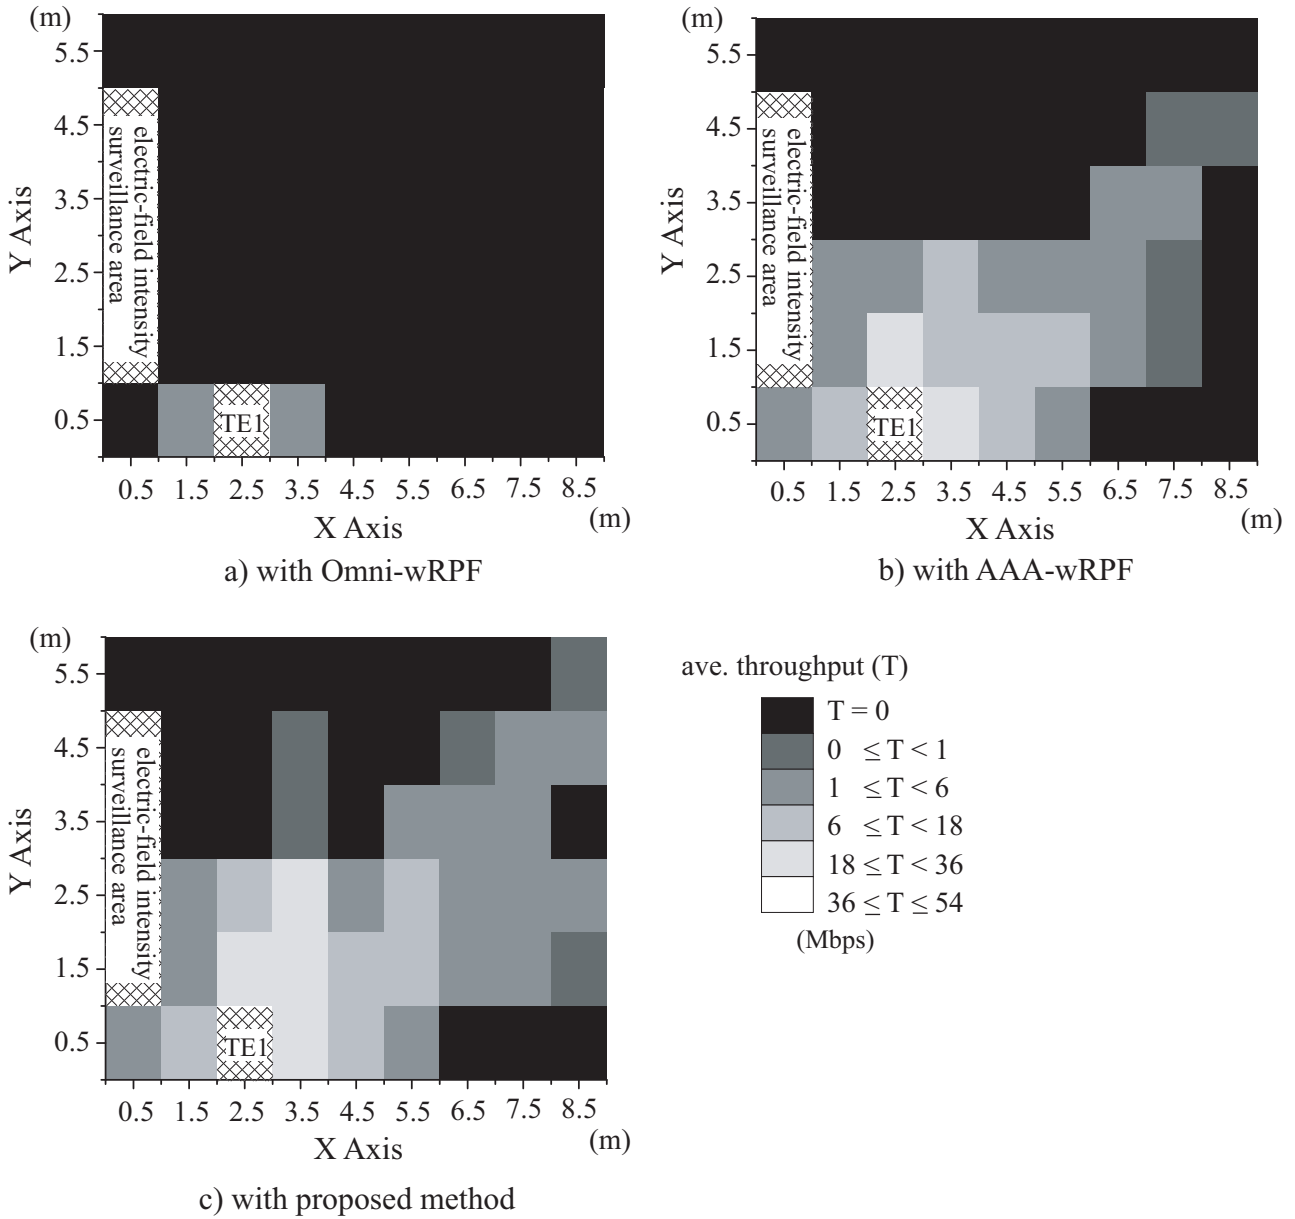 (m)
5.5
4.5
3.5
2.5
1.5
0.5
Y Axis
electric-field intensity
surveillance area
TE1
0.5 1.5 2.5 3.5 4.5 5.5 6.5 7.5 8.5
X Axis
(m)
a) with Omni-wRPF
(m)
5.5
4.5
3.5
2.5
1.5
0.5
Y Axis
electric-field intensity
surveillance area
TE1
0.5 1.5 2.5 3.5 4.5 5.5 6.5 7.5 8.5
X Axis
(m)
b) with AAA-wRPF
(m)
5.5
4.5
3.5
2.5
1.5
0.5
Y Axis
electric-field intensity
surveillance area
TE1
0.5 1.5 2.5 3.5 4.5 5.5 6.5 7.5 8.5
X Axis
(m)
c) with proposed method
ave. throughput (T)
T = 0
0 ≤ T < 1
1 ≤ T < 6
6 ≤ T < 18
18 ≤ T < 36
36 ≤ T ≤ 54
(Mbps)